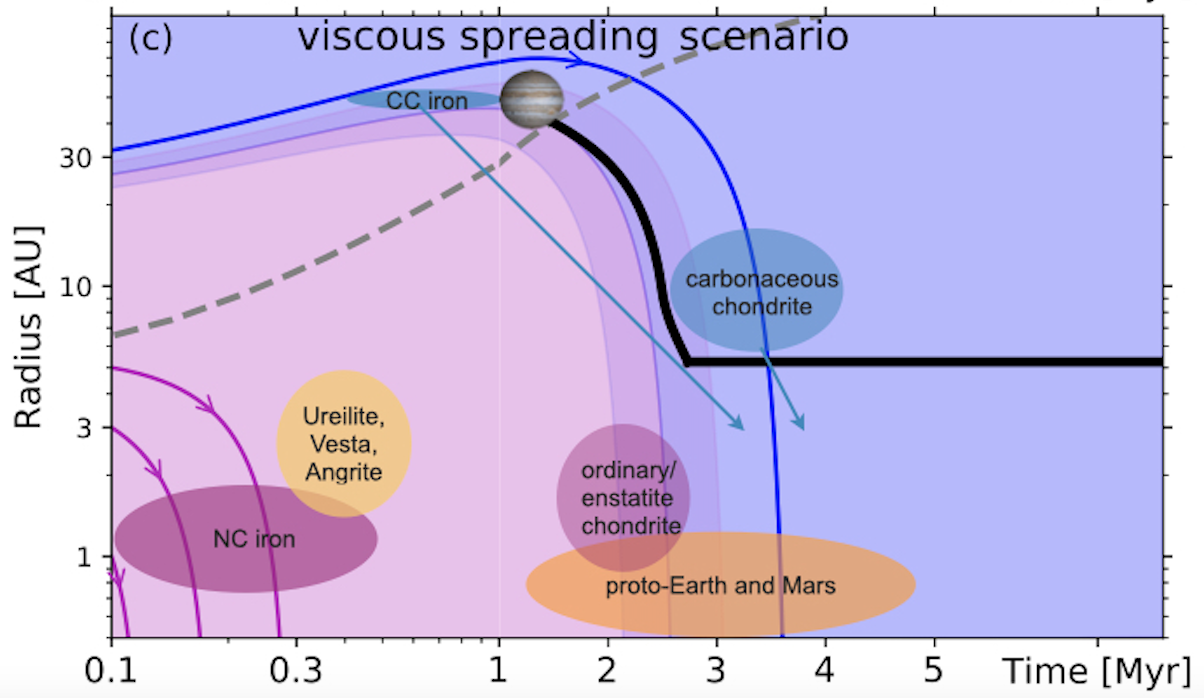 (c) viscous spreading scenario
CC iron
30
carbonaceous
chondrite
10
Radius [AU]
Ureilite,
Vesta,
Angrite
3
ordinary/
enstatite
chondrite
NC iron
1
proto-Earth and Mars
0.1 0.3 1 2 3 4 5 Time [Myr]